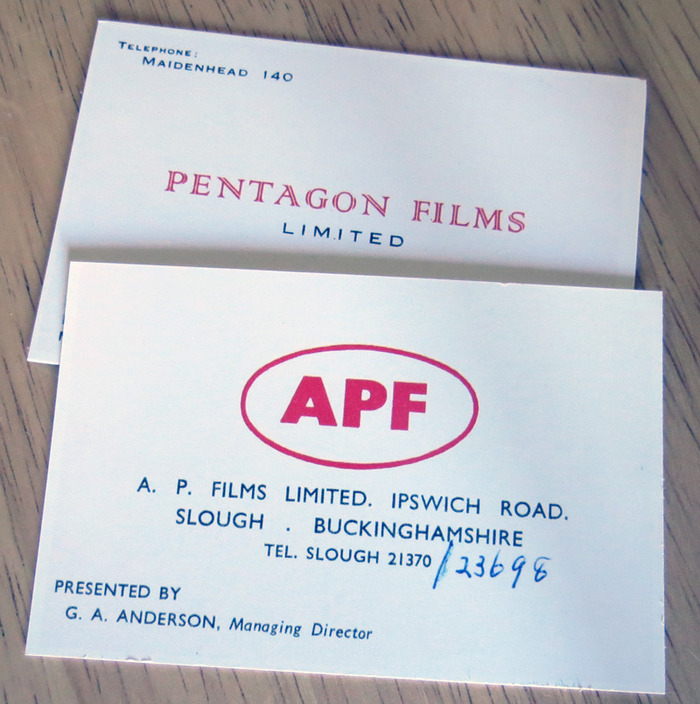 TELEPHONE:
MAIDENHEAD 140
PENTAGON FILMS
LIMITED
APF
A. P. FILMS LIMITED. IPSWICH ROAD.
SLOUGH . BUCKINGHAMSHIRE
TEL. SLOUGH 21370 /23698
PRESENTED BY
G. A. ANDERSON, Managing Director